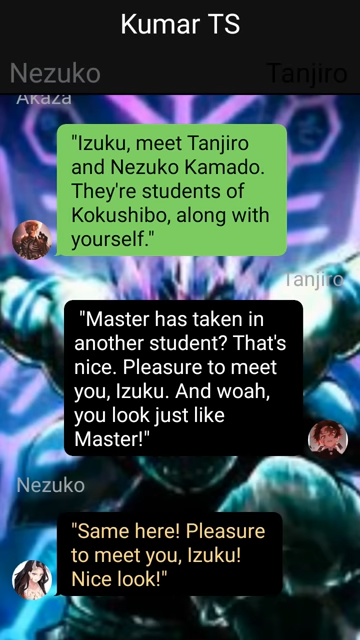 Kumar TS
Nezuko
Tanjiro
Akaza
"Izuku, meet Tanjiro
and Nezuko Kamado.
They're students of
Kokushibo, along with
yourself."
Tanjiro
"Master has taken in
another student? That's
nice. Pleasure to meet
you, Izuku. And woah,
you look just like
Master!"
Nezuko
"Same here! Pleasure
to meet you, Izuku!
Nice look!"